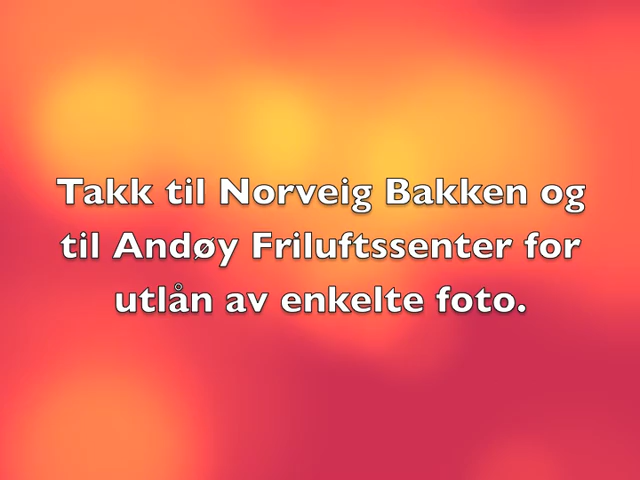 Takk til Norveig Bakken og
til Andøy Friluftssenter for
utlån av enkelte foto.